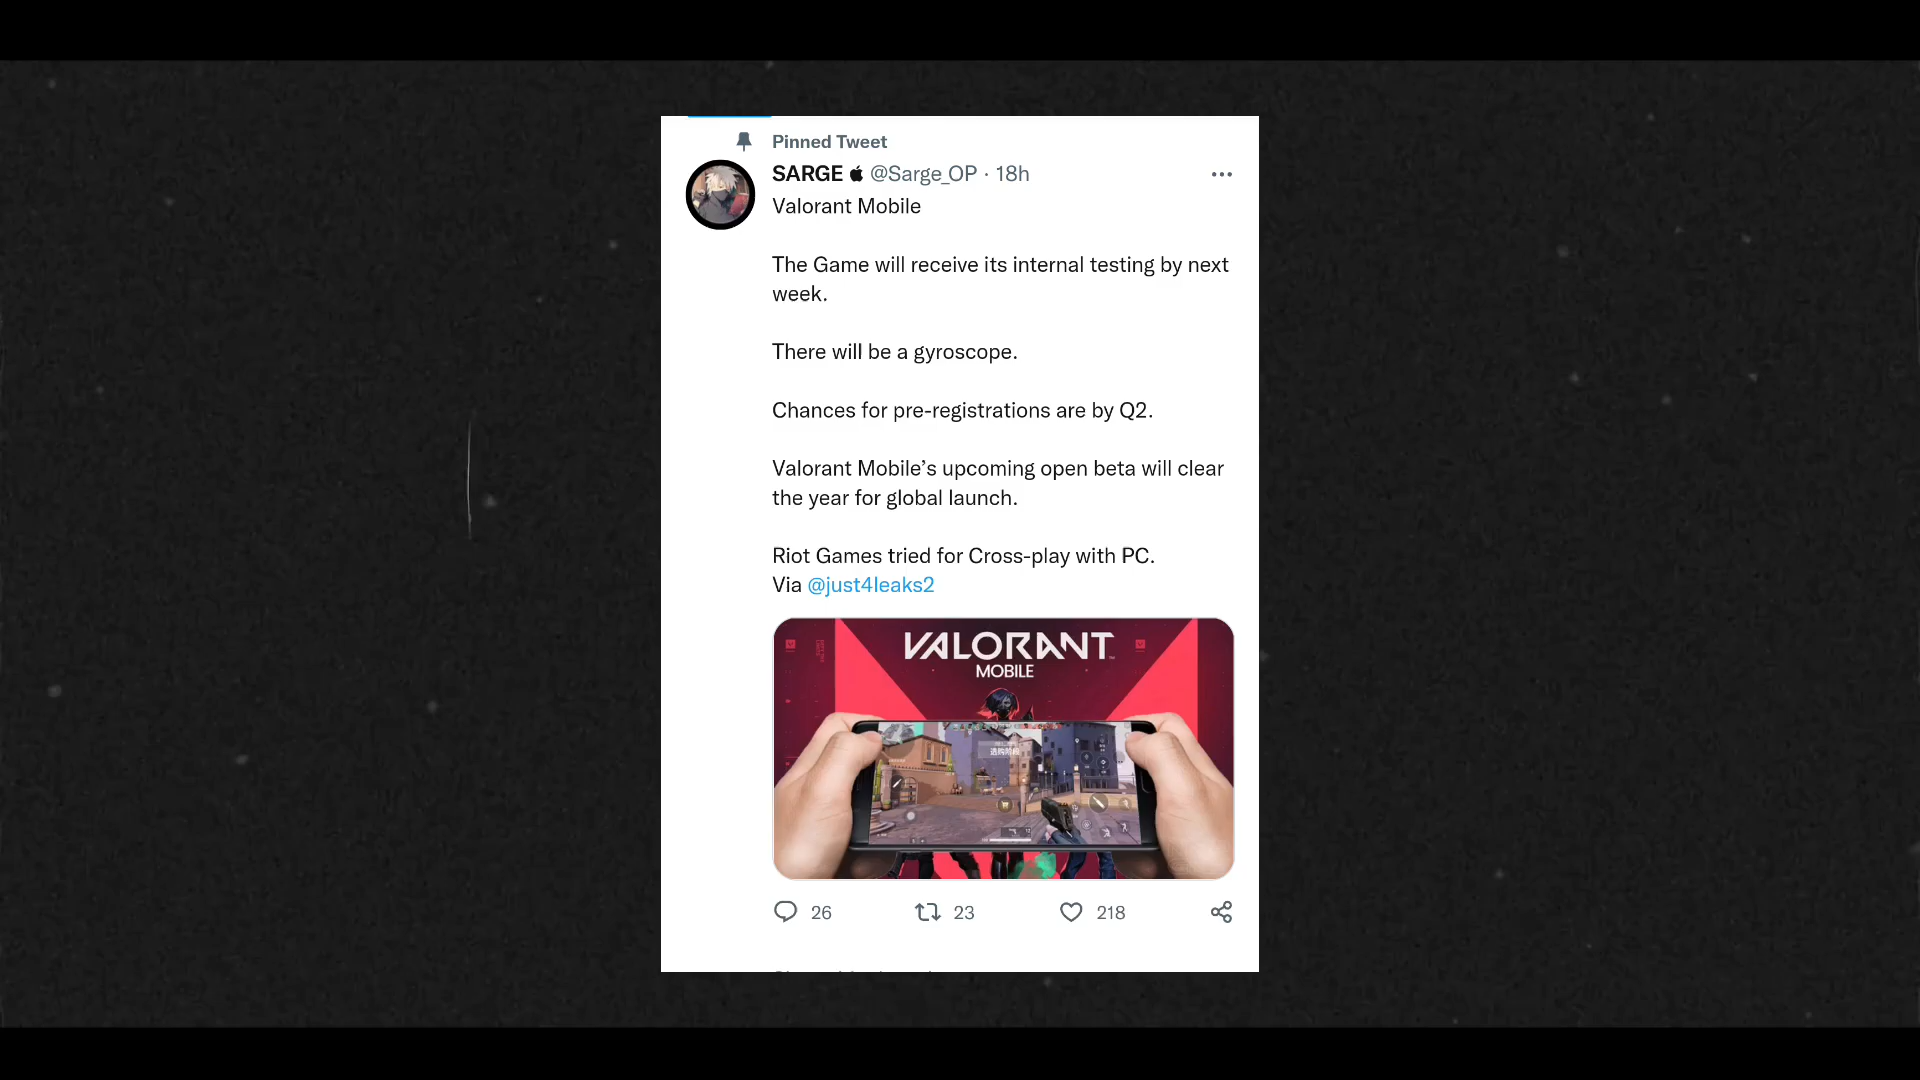 Pinned Tweet
SARGE @Sarge_OP · 18h
Valorant Mobile
The Game will receive its internal testing by next
week.
There will be a gyroscope.
Chances for pre-registrations are by Q2.
Valorant Mobile’s upcoming open beta will clear
the year for global launch.
Riot Games tried for Cross-play with PC.
Via @just4leaks2
VALORANT
MOBILE
26 23 218